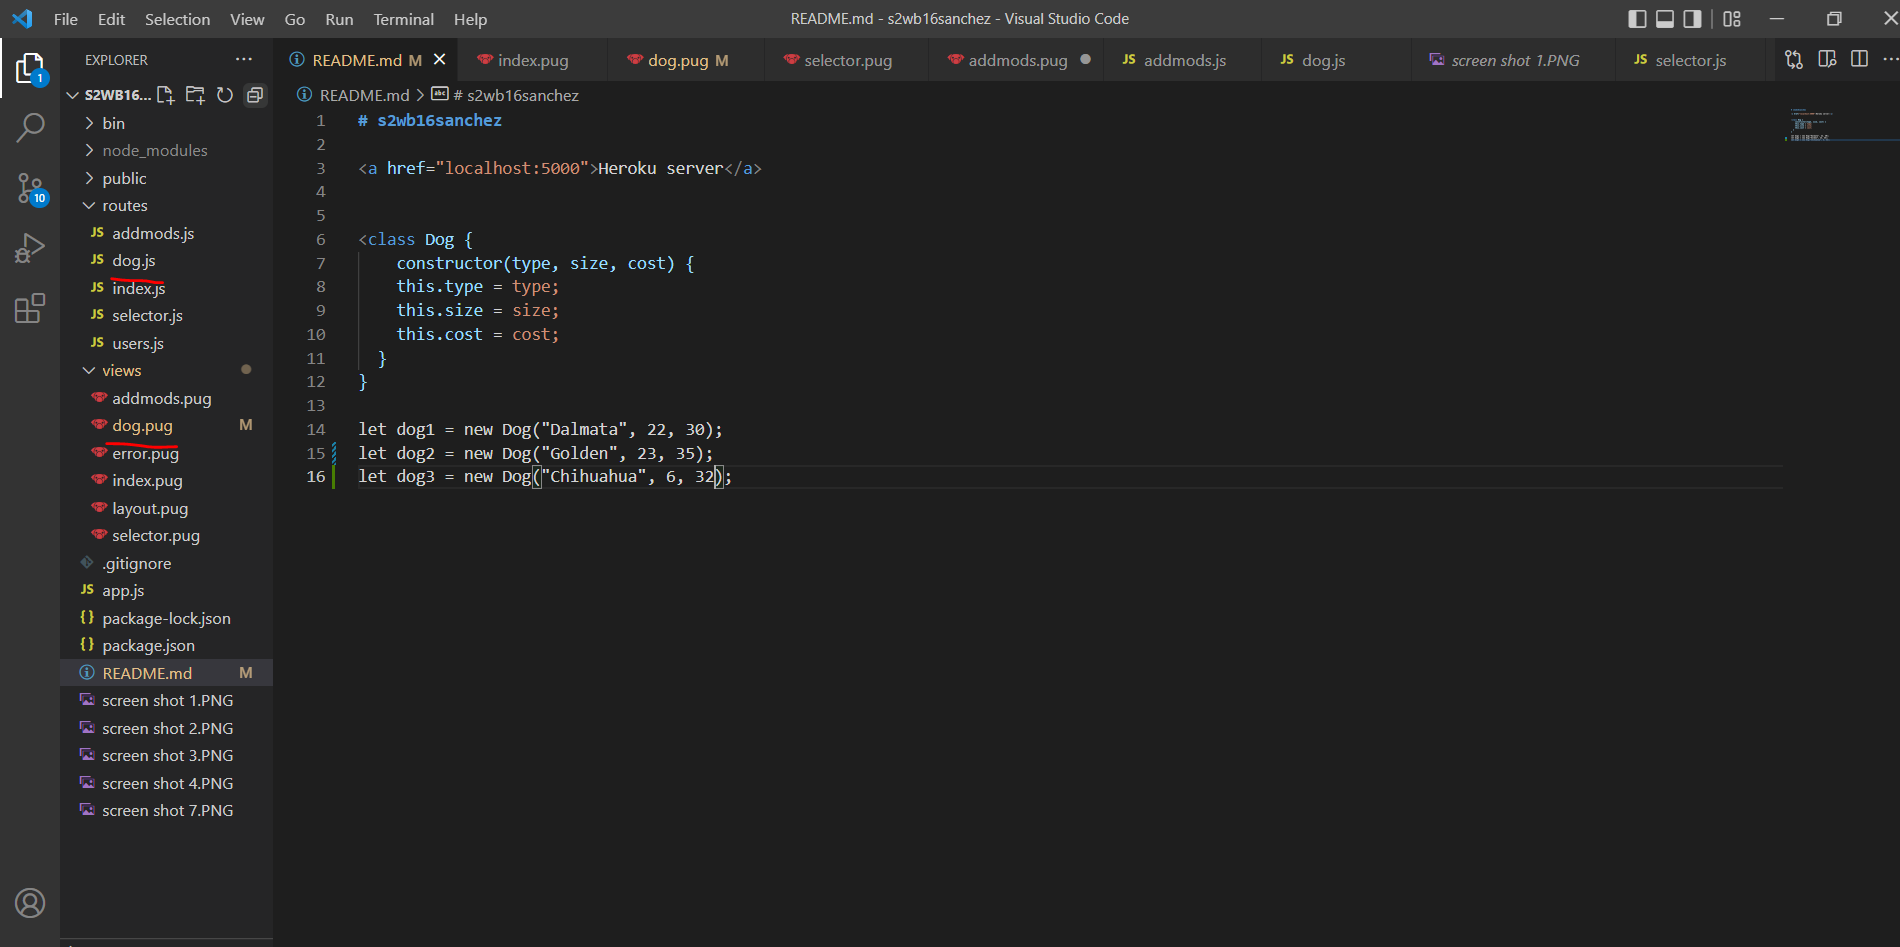 File Edit Selection View Go Run Terminal Help
README.md - s2wb16sanchez - Visual Studio Code
EXPLORER ···
README.md M
index.pug
dog.pug M
selector.pug
addmods.pug
JS addmods.js
JS dog.js
screen shot 1.PNG
JS selector.js
S2WB16...
README.md > abc # s2wb16sanchez
1
10
bin
node_modules
public
routes
JS addmods.js
JS dog.js
JS index.js
JS selector.js
JS users.js
views
addmods.pug
dog.pug M
error.pug
index.pug
layout.pug
selector.pug
.gitignore
JS app.js
{} package-lock.json
{} package.json
README.md M
screen shot 1.PNG
screen shot 2.PNG
screen shot 3.PNG
screen shot 4.PNG
screen shot 7.PNG
1 # s2wb16sanchez
2
3 <a href="localhost:5000">Heroku server</a>
4
5
6 <class Dog {
7 constructor(type, size, cost) {
8 this.type = type;
9 this.size = size;
10 this.cost = cost;
11 }
12 }
13
14 let dog1 = new Dog("Dalmata", 22, 30);
15 let dog2 = new Dog("Golden", 23, 35);
16 let dog3 = new Dog("Chihuahua", 6, 32);